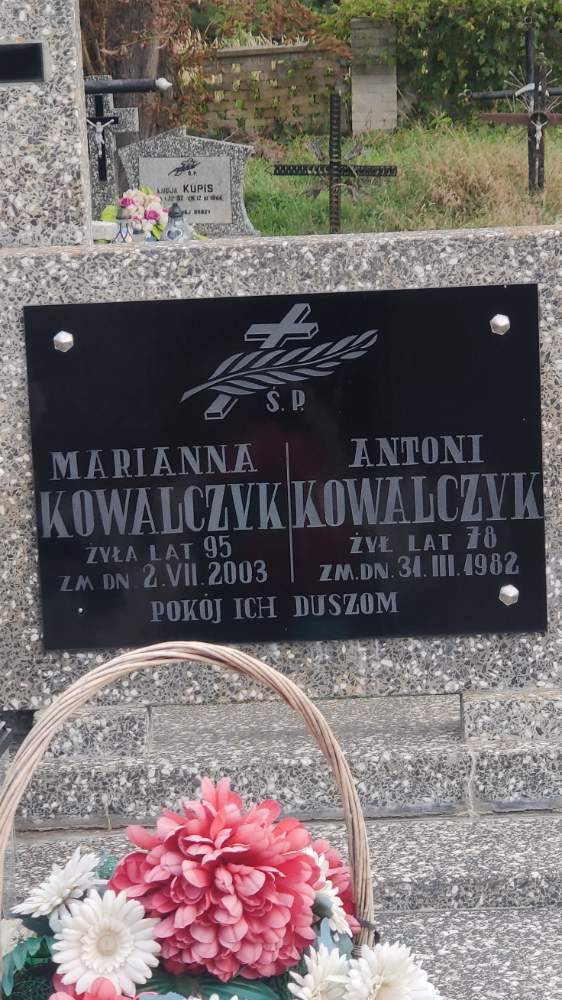 Ś. P.
KUPIS
Ś. P.
MARIANNA
KOWALCZYK
ŻYŁA LAT 95
ZM DN. 2.VII.2003
ANTONI
KOWALCZYK
ŻYŁ LAT 78
ZM.DN. 31.III.1982
POKÓJ ICH DUSZOM